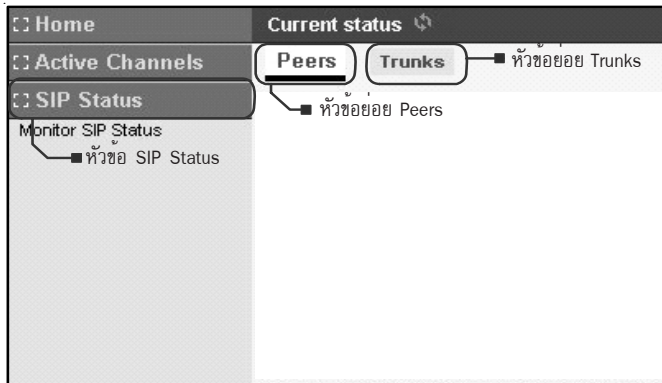 Home
Current status
Active Channels
Peers
Trunks
หัวข้อย่อย Trunks
SIP Status
หัวข้อย่อย Peers
Monitor SIP Status
หัวข้อ SIP Status